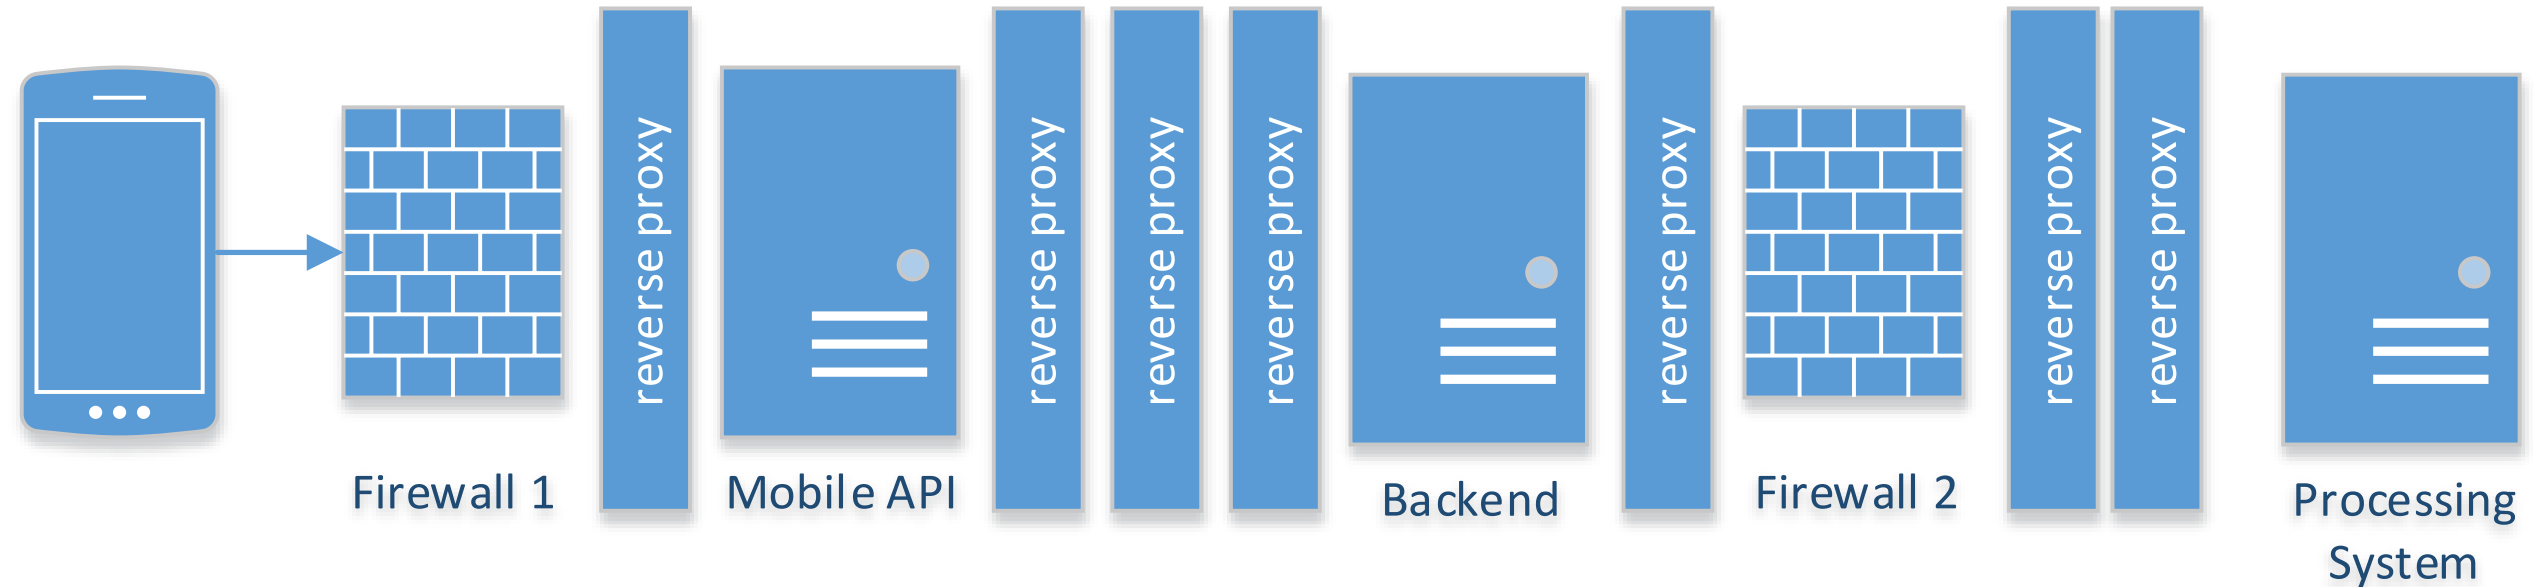 reverse proxy
reverse proxy
reverse proxy
reverse proxy
reverse proxy
reverse proxy
reverse proxy
Firewall 1
Mobile API
Backend
Firewall 2
Processing
System